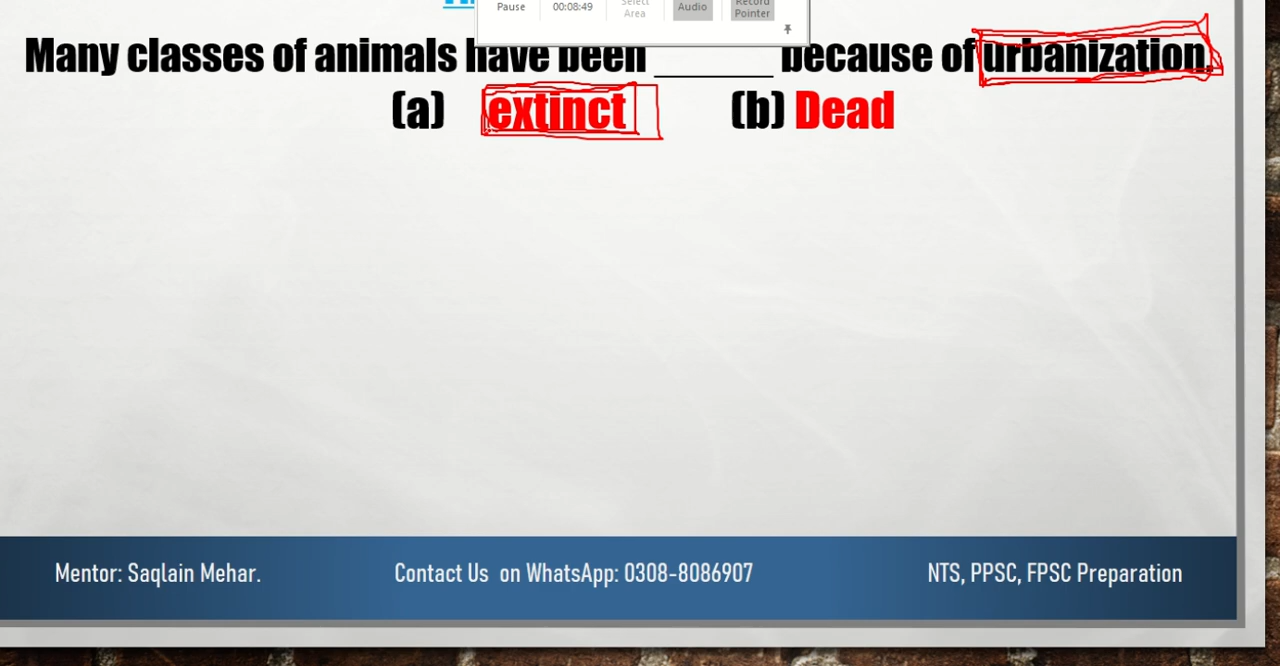 Pause 00:08:49 Select Area Audio Record Pointer
Many classes of animals have been ________ because of urbanization.
(a) extinct (b) Dead
Mentor: Saqlain Mehar. Contact Us on WhatsApp: 0308-8086907 NTS, PPSC, FPSC Preparation